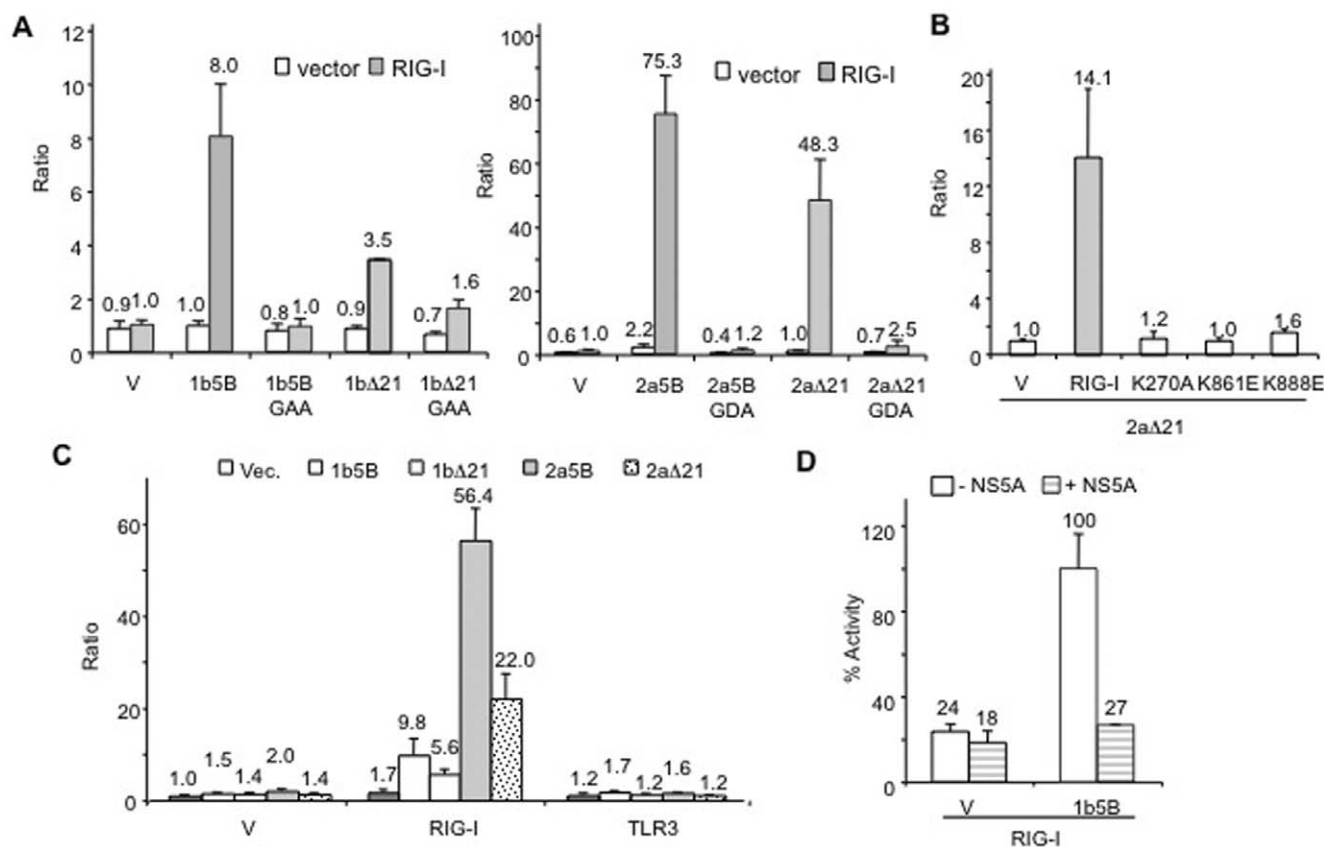 A
12
10
8
6
4
2
0
Ratio
vector RIG-I
0.9 1.0 1.0 8.0 0.8 1.0 0.9 3.5 0.7 1.6
V 1b5B 1b5B 1bΔ21 1bΔ21
GAA GAA
100
80
60
40
20
0
Ratio
vector RIG-I
0.6 1.0 2.2 75.3 0.4 1.2 1.0 48.3 0.7 2.5
V 2a5B 2a5B 2aΔ21 2aΔ21
GDA GDA
B
20
16
12
8
4
0
Ratio
1.0 14.1 1.2 1.0 1.6
V RIG-I K270A K861E K888E
2aΔ21
C
Vec. 1b5B 1bΔ21 2a5B 2aΔ21
60
40
20
0
Ratio
1.0 1.5 1.4 2.0 1.4 1.7 9.8 5.6 56.4 22.0 1.2 1.7 1.2 1.6 1.2
V RIG-I TLR3
D
- NS5A + NS5A
120
80
40
0
% Activity
24 18 100 27
V 1b5B
RIG-I